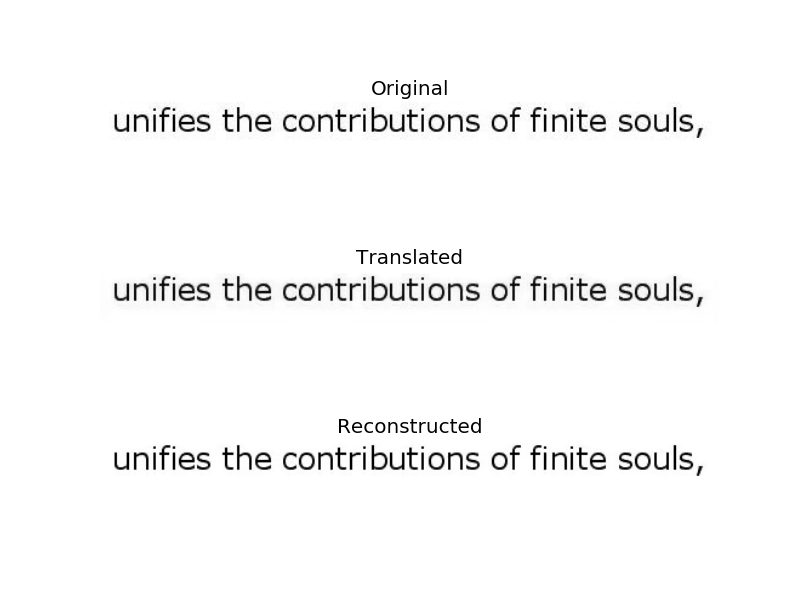 Original
unifies the contributions of finite souls,
Translated
unifies the contributions of finite souls,
Reconstructed
unifies the contributions of finite souls,